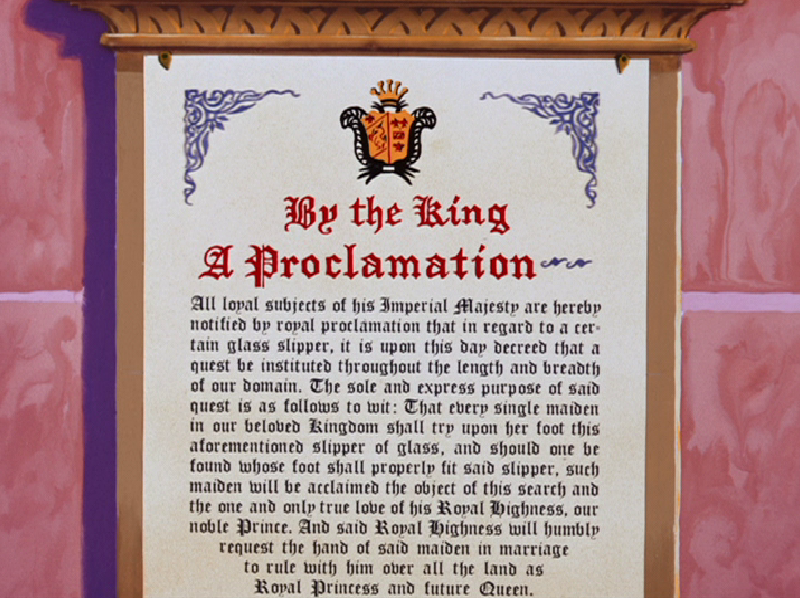 By the King
A Proclamation
All loyal subjects of his Imperial Majesty are hereby
notified by royal proclamation that in regard to a cer-
tain glass slipper, it is upon this day decreed that a
quest be instituted throughout the length and breadth
of our domain. The sole and express purpose of said
quest is as follows to wit: That every single maiden
in our beloved Kingdom shall try upon her foot this
aforementioned slipper of glass, and should one be
found whose foot shall properly fit said slipper, such
maiden will be acclaimed the object of this search and
the one and only true love of his Royal Highness, our
noble Prince. And said Royal Highness will humbly
request the hand of said maiden in marriage
to rule with him over all the land as
Royal Princess and future Queen.